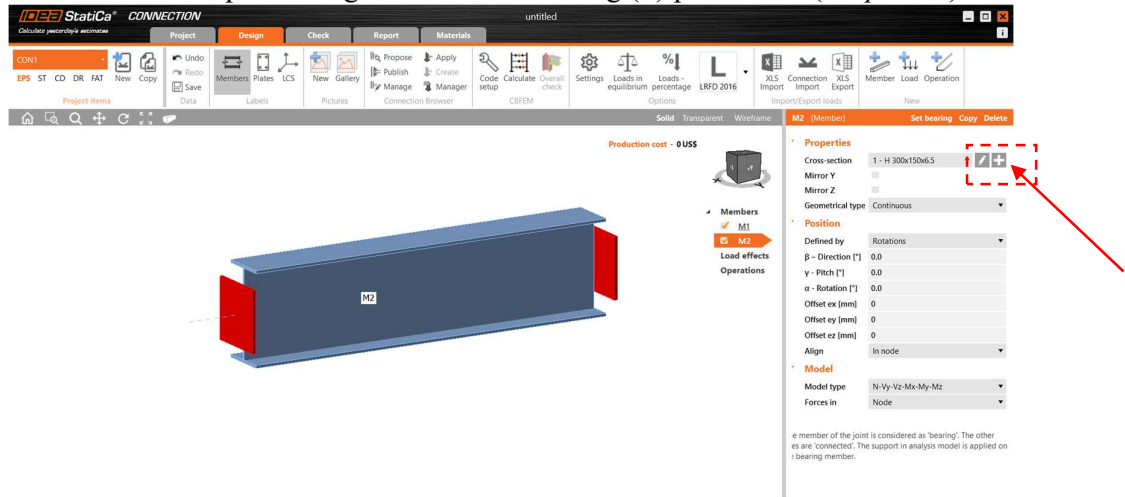 IDEA StatiCa® CONNECTION
untitled
Calculate yesterday's estimates
Project Design Check Report Materials
CON1
EPS ST CD DR FAT
New Copy
Project items
Undo
Redo
Save
Data
Members Plates LCS
Labels
New Gallery
Pictures
Propose Apply
Publish Create
Manage Manager
Connection Browser
Code setup Calculate Overall check
CBFEM
Settings Loads in equilibrium Loads - percentage LRFD 2016
Options
XLS Import Connection Import XLS Export
Import/Export loads
Member Load Operation
New
Solid Transparent Wireframe
M2 [Member] Set bearing Copy Delete
Production cost - 0 US$
Members
M1
M2
Load effects
Operations
M2
Properties
Cross-section 1 - H 300x150x6.5
Mirror Y
Mirror Z
Geometrical type Continuous
Position
Defined by Rotations
β – Direction [°] 0.0
γ - Pitch [°] 0.0
α - Rotation [°] 0.0
Offset ex [mm] 0
Offset ey [mm] 0
Offset ez [mm] 0
Align In node
Model
Model type N-Vy-Vz-Mx-My-Mz
Forces in Node
e member of the joint is considered as 'bearing'. The other
es are 'connected'. The support in analysis model is applied on
bearing member.